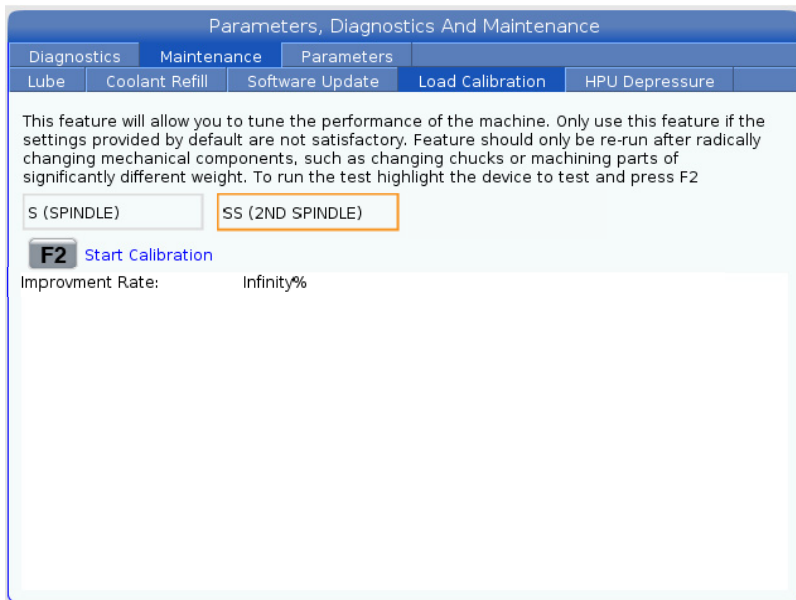 Parameters, Diagnostics And Maintenance
Diagnostics Maintenance Parameters
Lube Coolant Refill Software Update Load Calibration HPU Depressure
This feature will allow you to tune the performance of the machine. Only use this feature if the
settings provided by default are not satisfactory. Feature should only be re-run after radically
changing mechanical components, such as changing chucks or machining parts of
significantly different weight. To run the test highlight the device to test and press F2
S (SPINDLE) SS (2ND SPINDLE)
F2 Start Calibration
Improvment Rate: Infinity%